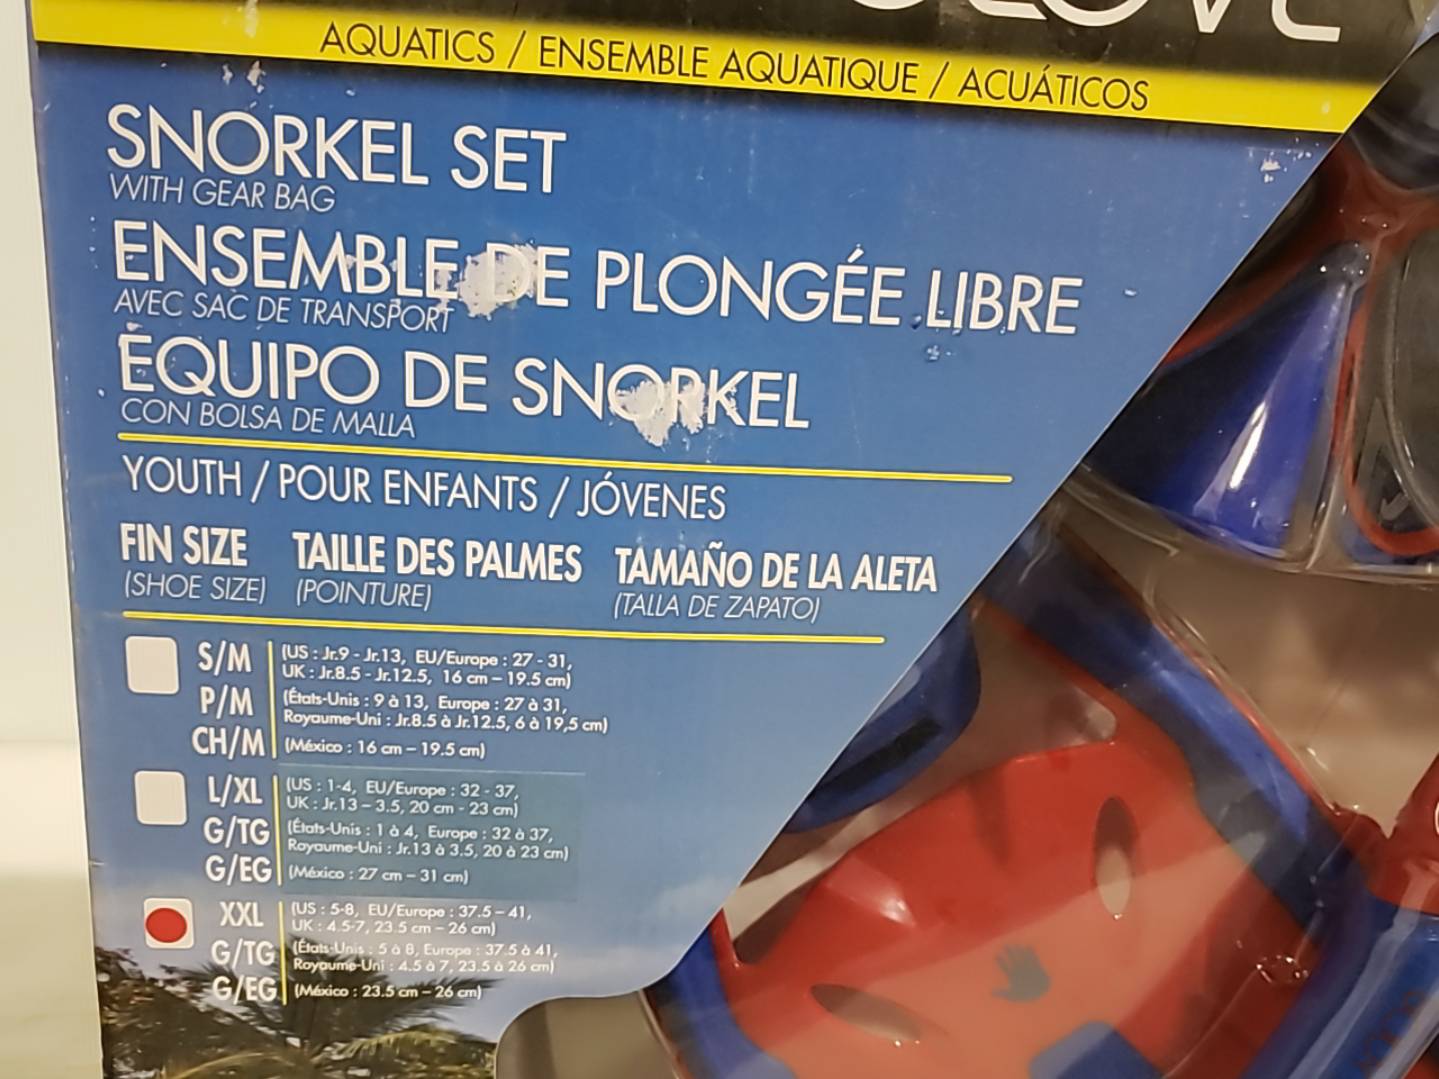 AQUATICS / ENSEMBLE AQUATIQUE / ACUÁTICOS
SNORKEL SET
WITH GEAR BAG
ENSEMBLE DE PLONGÉE LIBRE
AVEC SAC DE TRANSPORT
EQUIPO DE SNORKEL
CON BOLSA DE MALLA
YOUTH / POUR ENFANTS / JÓVENES
FIN SIZE TAILLE DES PALMES TAMAÑO DE LA ALETA
(SHOE SIZE) (POINTURE) (TALLA DE ZAPATO)
S/M (US : Jr.9 - Jr.13, EU/Europe : 27 - 31,
UK : Jr.8.5 - Jr.12.5, 16 cm – 19.5 cm)
P/M (États-Unis : 9 à 13, Europe : 27 à 31,
Royaume-Uni : Jr.8.5 à Jr.12.5, 6 à 19,5 cm)
CH/M (México : 16 cm – 19.5 cm)
L/XL (US : 1-4, EU/Europe : 32 - 37,
UK : Jr.13 – 3.5, 20 cm - 23 cm)
G/TG (États-Unis : 1 à 4, Europe : 32 à 37,
Royaume-Uni : Jr.13 à 3.5, 20 à 23 cm)
G/EG (México : 27 cm – 31 cm)
XXL (US : 5-8, EU/Europe : 37.5 – 41,
UK : 4.5-7, 23.5 cm – 26 cm)
G/TG (États-Unis : 5 à 8, Europe : 37.5 à 41,
Royaume-Uni : 4.5 à 7, 23.5 à 26 cm)
G/EG (México : 23.5 cm – 26 cm)